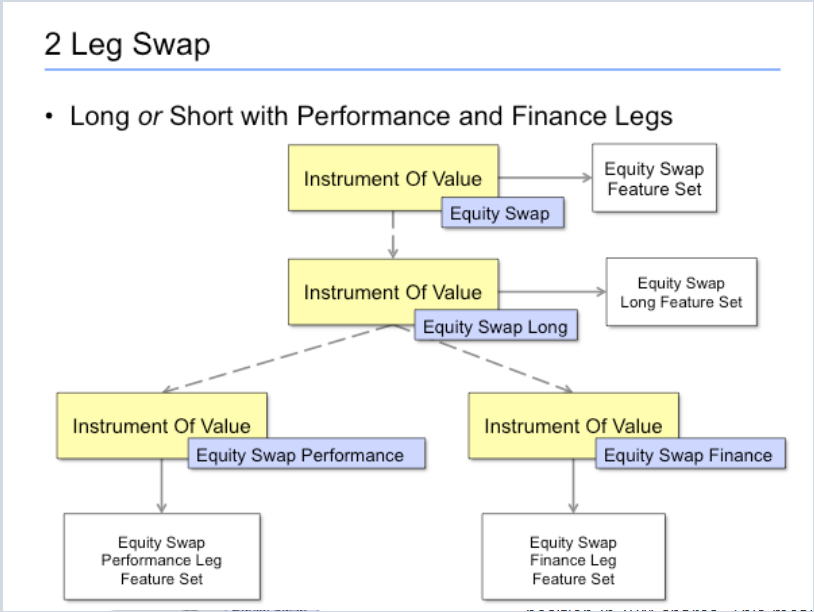 2 Leg Swap
• Long or Short with Performance and Finance Legs
Instrument Of Value
Equity Swap
Equity Swap
Feature Set
Instrument Of Value
Equity Swap Long
Equity Swap
Long Feature Set
Instrument Of Value
Equity Swap Performance
Instrument Of Value
Equity Swap Finance
Equity Swap
Performance Leg
Feature Set
Equity Swap
Finance Leg
Feature Set